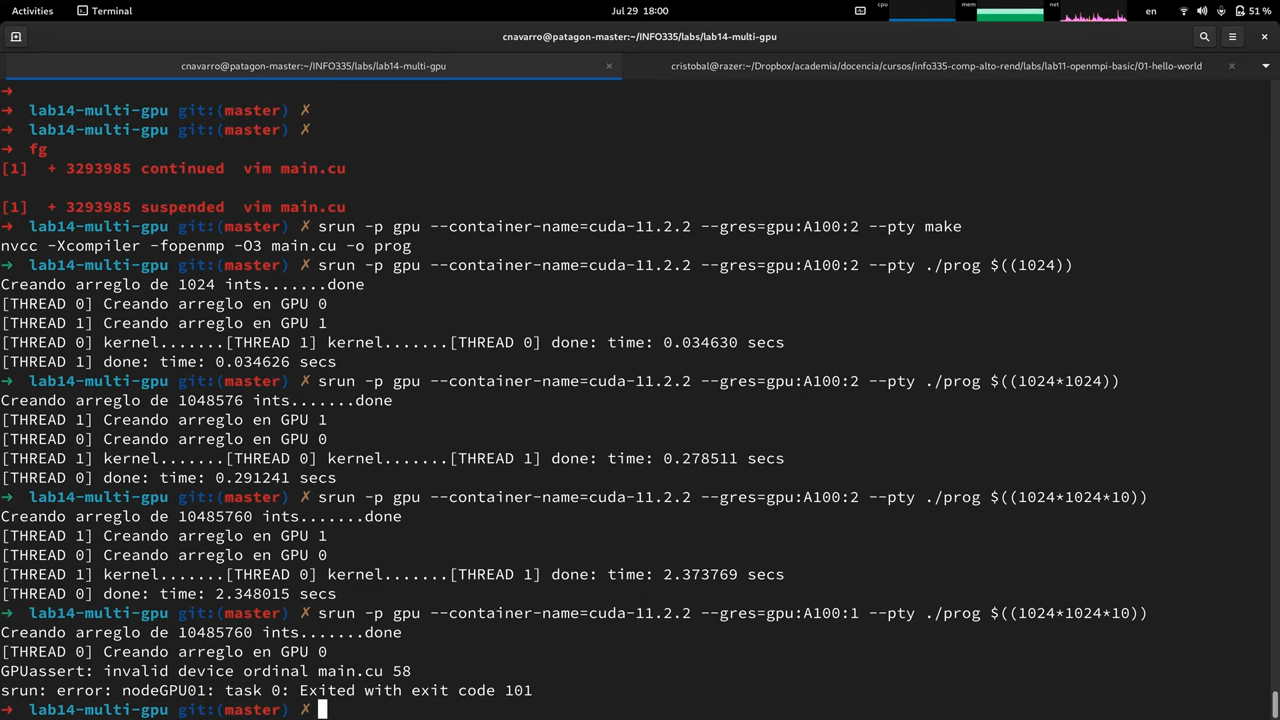 Activities Terminal Jul 29 18:00 cpu mem net en 51 %
cnavarro@patagon-master:~/INFO335/labs/lab14-multi-gpu
cnavarro@patagon-master:~/INFO335/labs/lab14-multi-gpu × cristobal@razer:~/Dropbox/academia/docencia/cursos/info335-comp-alto-rend/labs/lab11-openmpi-basic/01-hello-world ×
→
→ lab14-multi-gpu git:(master) ✗
→ lab14-multi-gpu git:(master) ✗
→ fg
[1]  + 3293985 continued  vim main.cu
[1]  + 3293985 suspended  vim main.cu
→ lab14-multi-gpu git:(master) ✗ srun -p gpu --container-name=cuda-11.2.2 --gres=gpu:A100:2 --pty make
nvcc -Xcompiler -fopenmp -O3 main.cu -o prog
→ lab14-multi-gpu git:(master) ✗ srun -p gpu --container-name=cuda-11.2.2 --gres=gpu:A100:2 --pty ./prog $((1024))
Creando arreglo de 1024 ints.......done
[THREAD 0] Creando arreglo en GPU 0
[THREAD 1] Creando arreglo en GPU 1
[THREAD 0] kernel.......[THREAD 1] kernel.......[THREAD 0] done: time: 0.034630 secs
[THREAD 1] done: time: 0.034626 secs
→ lab14-multi-gpu git:(master) ✗ srun -p gpu --container-name=cuda-11.2.2 --gres=gpu:A100:2 --pty ./prog $((1024*1024))
Creando arreglo de 1048576 ints.......done
[THREAD 1] Creando arreglo en GPU 1
[THREAD 0] Creando arreglo en GPU 0
[THREAD 1] kernel.......[THREAD 0] kernel.......[THREAD 1] done: time: 0.278511 secs
[THREAD 0] done: time: 0.291241 secs
→ lab14-multi-gpu git:(master) ✗ srun -p gpu --container-name=cuda-11.2.2 --gres=gpu:A100:2 --pty ./prog $((1024*1024*10))
Creando arreglo de 10485760 ints.......done
[THREAD 1] Creando arreglo en GPU 1
[THREAD 0] Creando arreglo en GPU 0
[THREAD 1] kernel.......[THREAD 0] kernel.......[THREAD 1] done: time: 2.373769 secs
[THREAD 0] done: time: 2.348015 secs
→ lab14-multi-gpu git:(master) ✗ srun -p gpu --container-name=cuda-11.2.2 --gres=gpu:A100:1 --pty ./prog $((1024*1024*10))
Creando arreglo de 10485760 ints.......done
[THREAD 0] Creando arreglo en GPU 0
GPUassert: invalid device ordinal main.cu 58
srun: error: nodeGPU01: task 0: Exited with exit code 101
→ lab14-multi-gpu git:(master) ✗